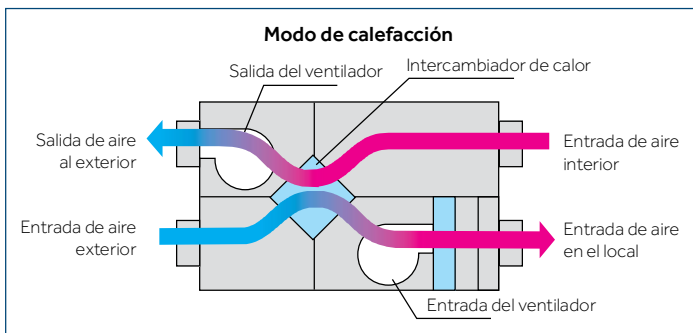 Modo de calefacción
Salida del ventilador
Intercambiador de calor
Salida de aire
al exterior
Entrada de aire
interior
Entrada de aire
exterior
Entrada de aire
en el local
Entrada del ventilador